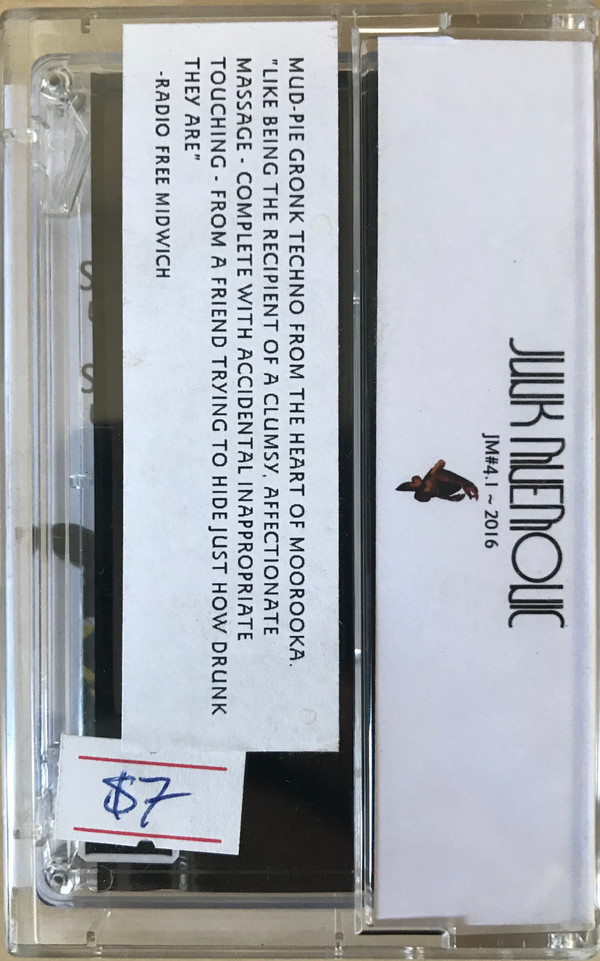 JUNK MNEMONIC
JM#4.1 ~ 2016
MUD-PIE GRONK TECHNO FROM THE HEART OF MOOROOKA.
"LIKE BEING THE RECIPIENT OF A CLUMSY, AFFECTIONATE
MASSAGE - COMPLETE WITH ACCIDENTAL INAPPROPRIATE
TOUCHING - FROM A FRIEND TRYING TO HIDE JUST HOW DRUNK
THEY ARE"
-RADIO FREE MIDWICH
$7